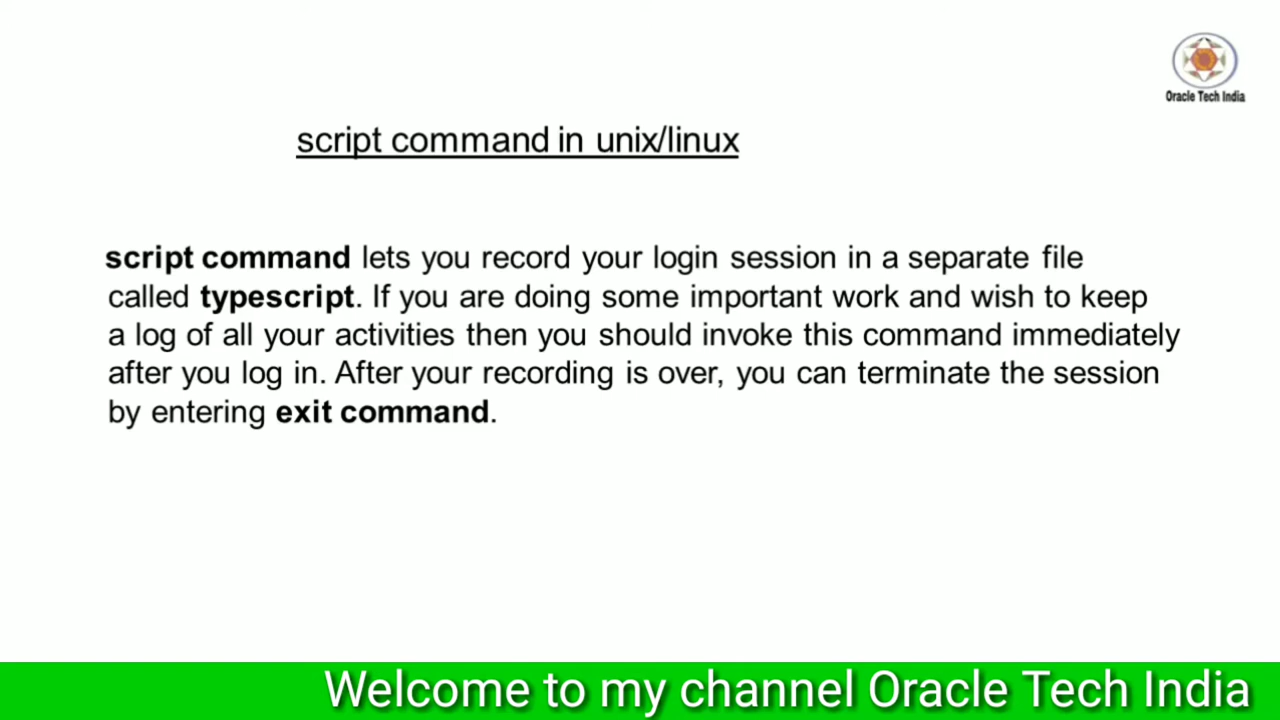 Oracle Tech India
script command in unix/linux
script command lets you record your login session in a separate file
called typescript. If you are doing some important work and wish to keep
a log of all your activities then you should invoke this command immediately
after you log in. After your recording is over, you can terminate the session
by entering exit command.
Welcome to my channel Oracle Tech India